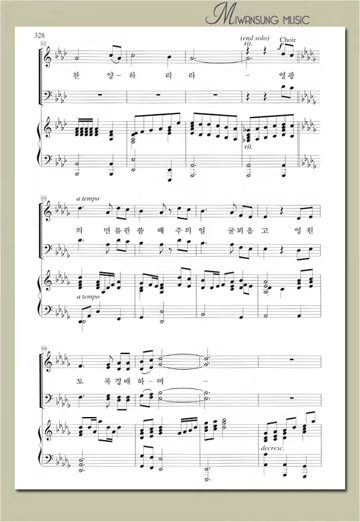 MIWANSUNG MUSIC
328
(end solo)
rit.
Choir
찬 양 - 하 리 라 - - 영광
rit.
a tempo
의 면류관 쓸 때 주의 얼 굴 뵈 옵 고 영원
a tempo
토 록 경배 하 - 며 -
decresc.